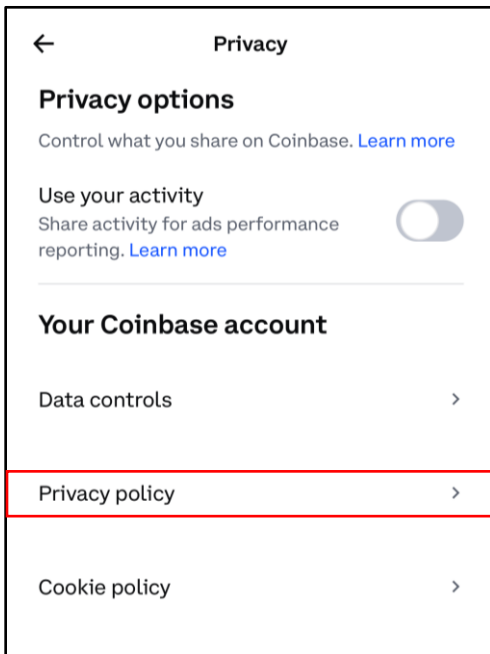 Privacy
Privacy options
Control what you share on Coinbase. Learn more
Use your activity
Share activity for ads performance
reporting. Learn more
Your Coinbase account
Data controls
Privacy policy
Cookie policy